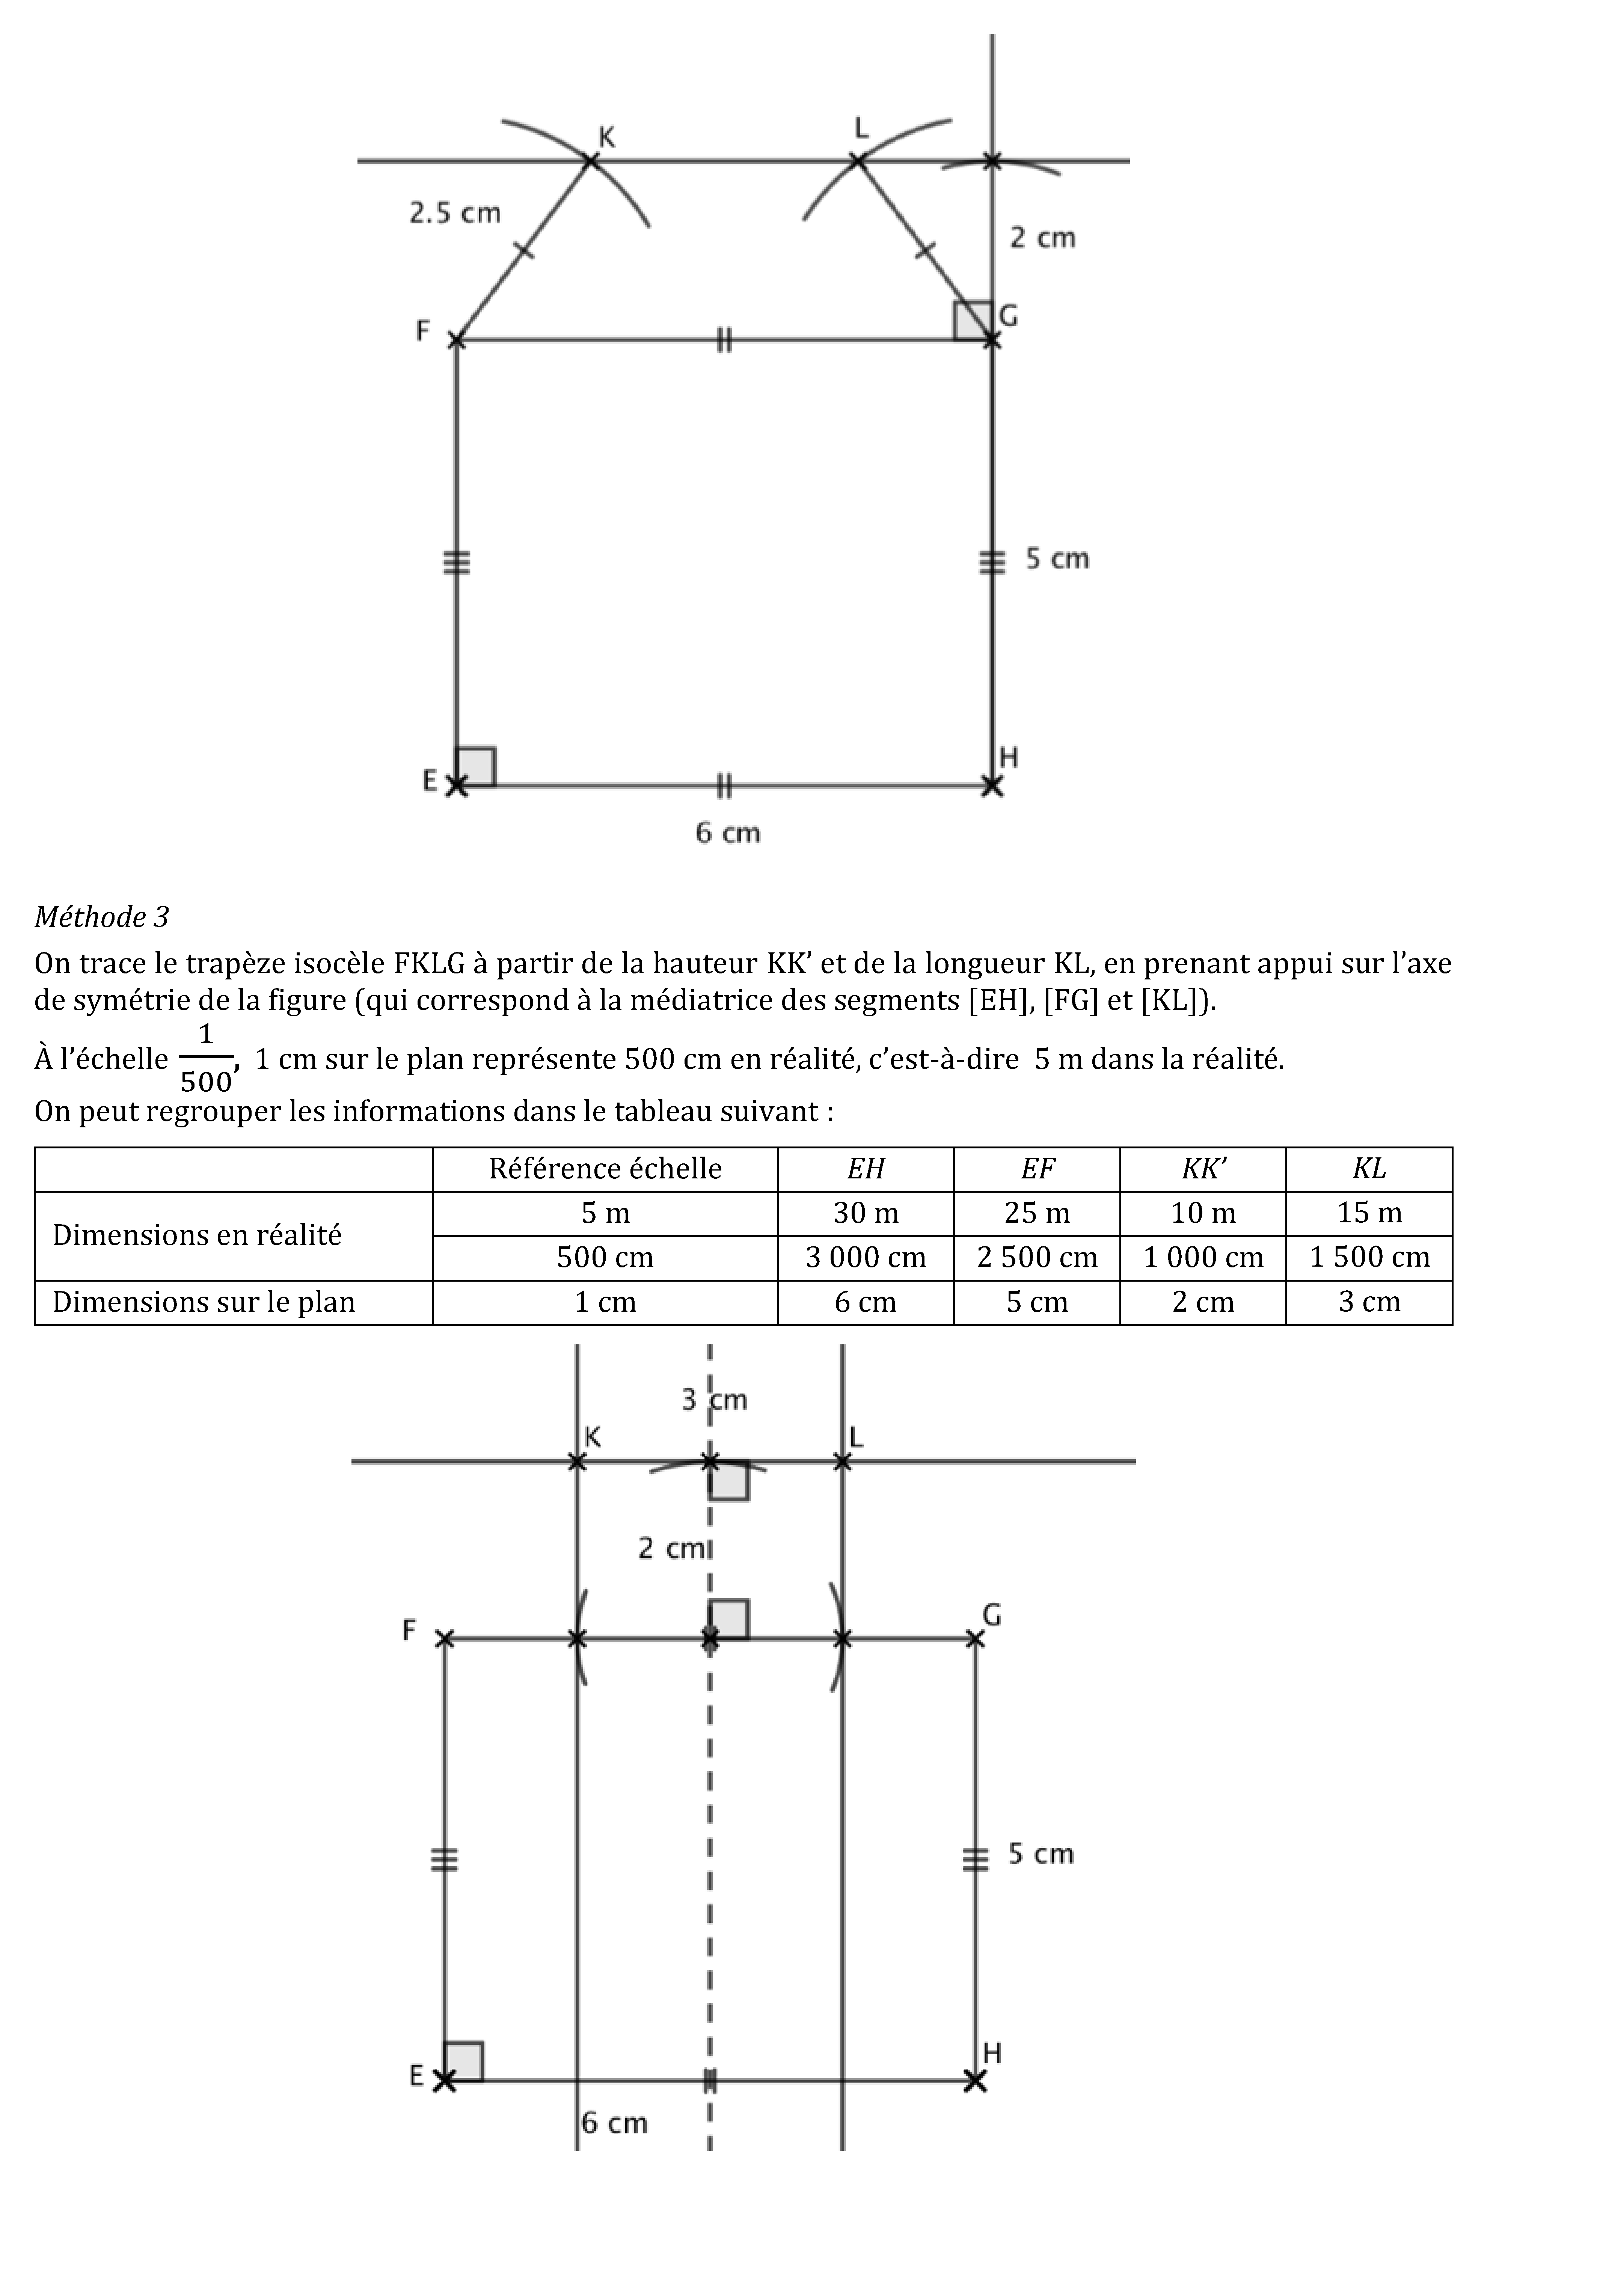 K
L
2.5 cm
2 cm
F
G
5 cm
E
H
6 cm
Méthode 3
On trace le trapèze isocèle FKLG à partir de la hauteur KK’ et de la longueur KL, en prenant appui sur l’axe
de symétrie de la figure (qui correspond à la médiatrice des segments [EH], [FG] et [KL]).
À l’échelle 1/500, 1 cm sur le plan représente 500 cm en réalité, c’est-à-dire 5 m dans la réalité.
On peut regrouper les informations dans le tableau suivant :
Référence échelle EH EF KK’ KL
Dimensions en réalité 5 m 30 m 25 m 10 m 15 m
500 cm 3 000 cm 2 500 cm 1 000 cm 1 500 cm
Dimensions sur le plan 1 cm 6 cm 5 cm 2 cm 3 cm
3 cm
K
L
2 cm
F
G
5 cm
E
H
6 cm